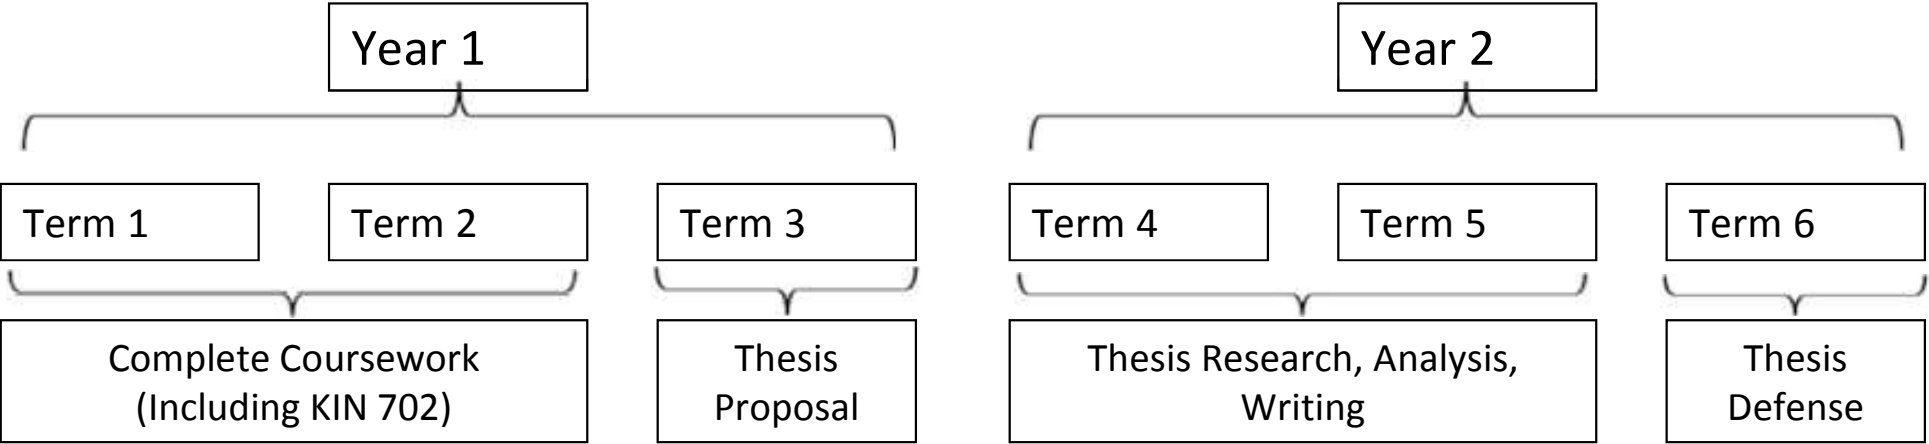 Year 1
Year 2
Term 1
Term 2
Term 3
Term 4
Term 5
Term 6
Complete Coursework
(Including KIN 702)
Thesis
Proposal
Thesis Research, Analysis,
Writing
Thesis
Defense